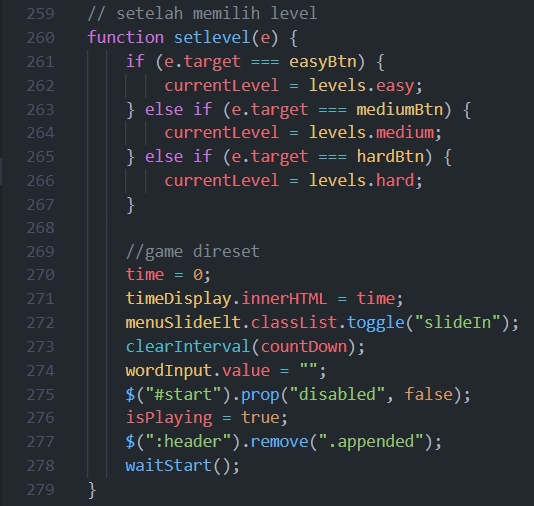 259 // setelah memilih level
260 function setlevel(e) {
261 if (e.target === easyBtn) {
262 currentLevel = levels.easy;
263 } else if (e.target === mediumBtn) {
264 currentLevel = levels.medium;
265 } else if (e.target === hardBtn) {
266 currentLevel = levels.hard;
267 }
268
269 //game direset
270 time = 0;
271 timeDisplay.innerHTML = time;
272 menuSlideElt.classList.toggle("slideIn");
273 clearInterval(countDown);
274 wordInput.value = "";
275 $("#start").prop("disabled", false);
276 isPlaying = true;
277 $(":header").remove(".appended");
278 waitStart();
279 }